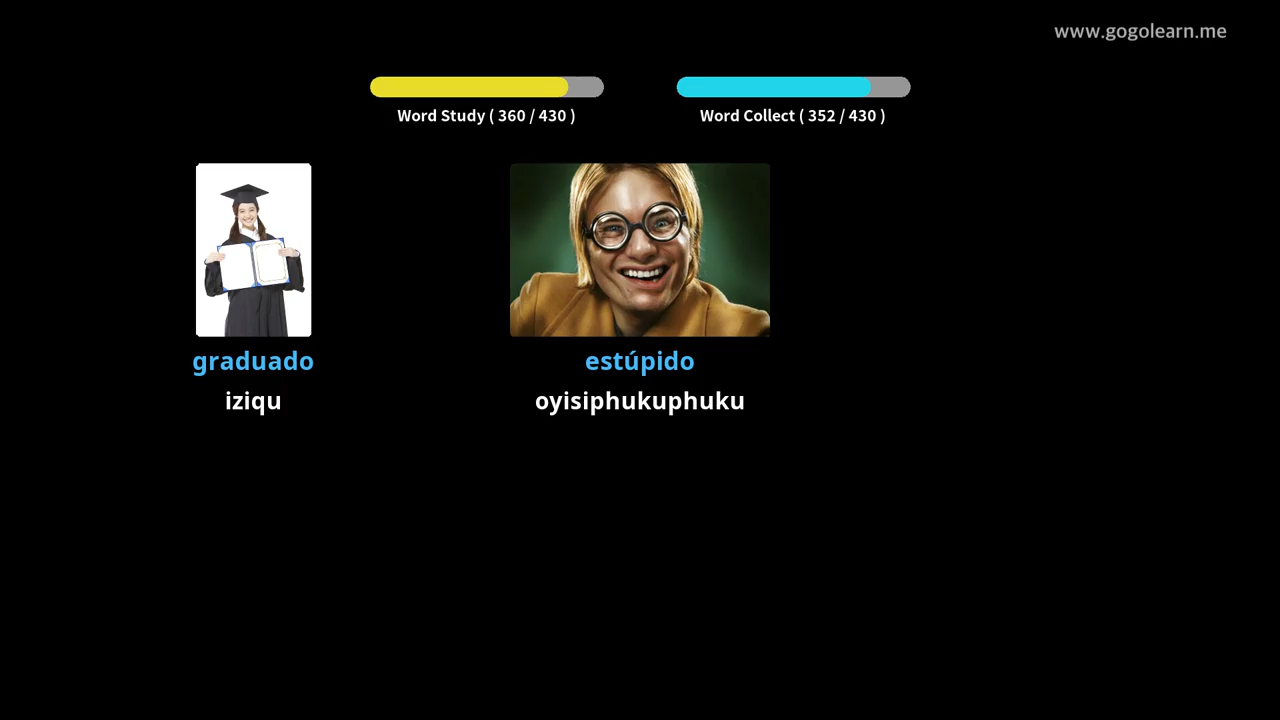 www.gogolearn.me
Word Study ( 360 / 430 )
Word Collect ( 352 / 430 )
graduado
iziqu
estúpido
oyisiphukuphuku